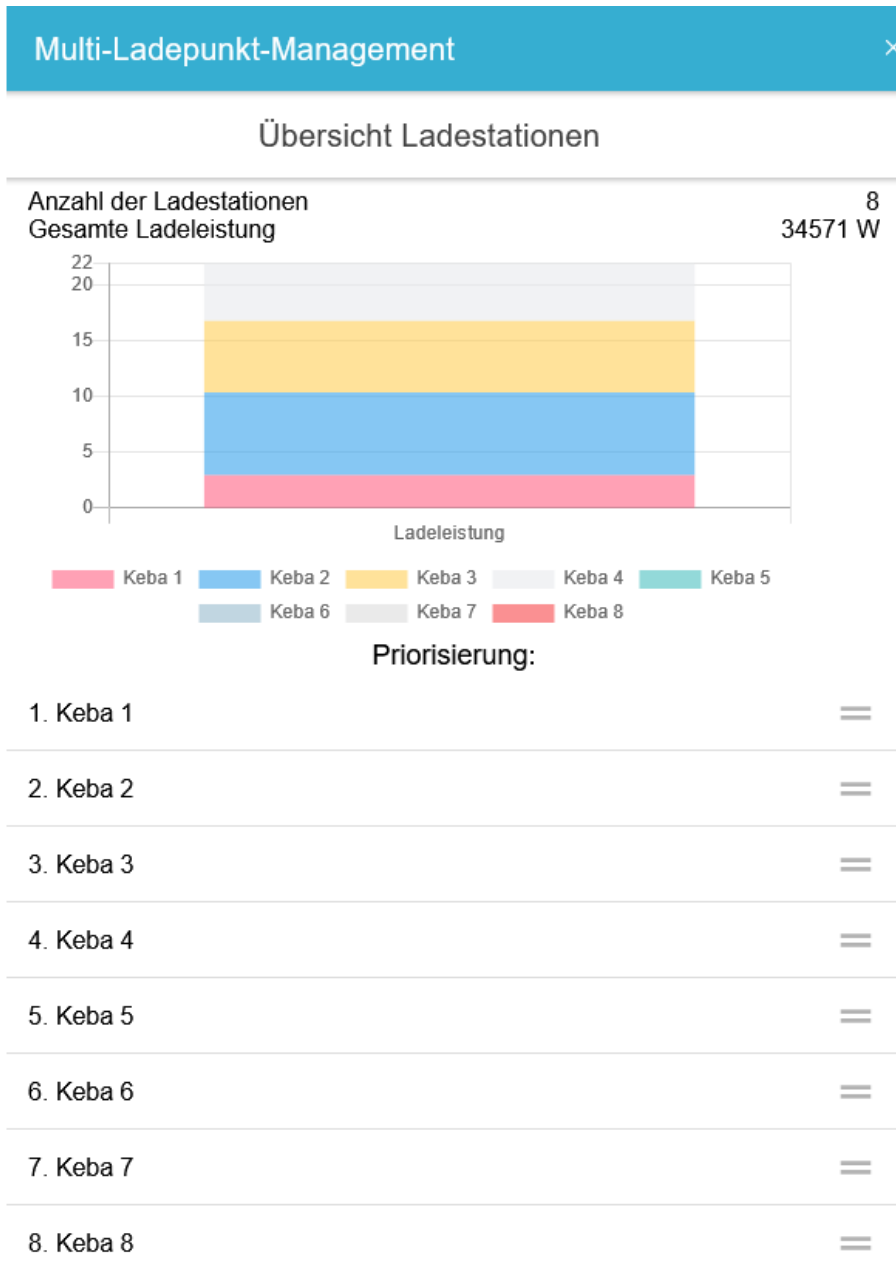 Multi-Ladepunkt-Management
Übersicht Ladestationen
Anzahl der Ladestationen 8
Gesamte Ladeleistung 34571 W
22
20
15
10
5
0
Ladeleistung
Keba 1 Keba 2 Keba 3 Keba 4 Keba 5
Keba 6 Keba 7 Keba 8
Priorisierung:
1. Keba 1
2. Keba 2
3. Keba 3
4. Keba 4
5. Keba 5
6. Keba 6
7. Keba 7
8. Keba 8